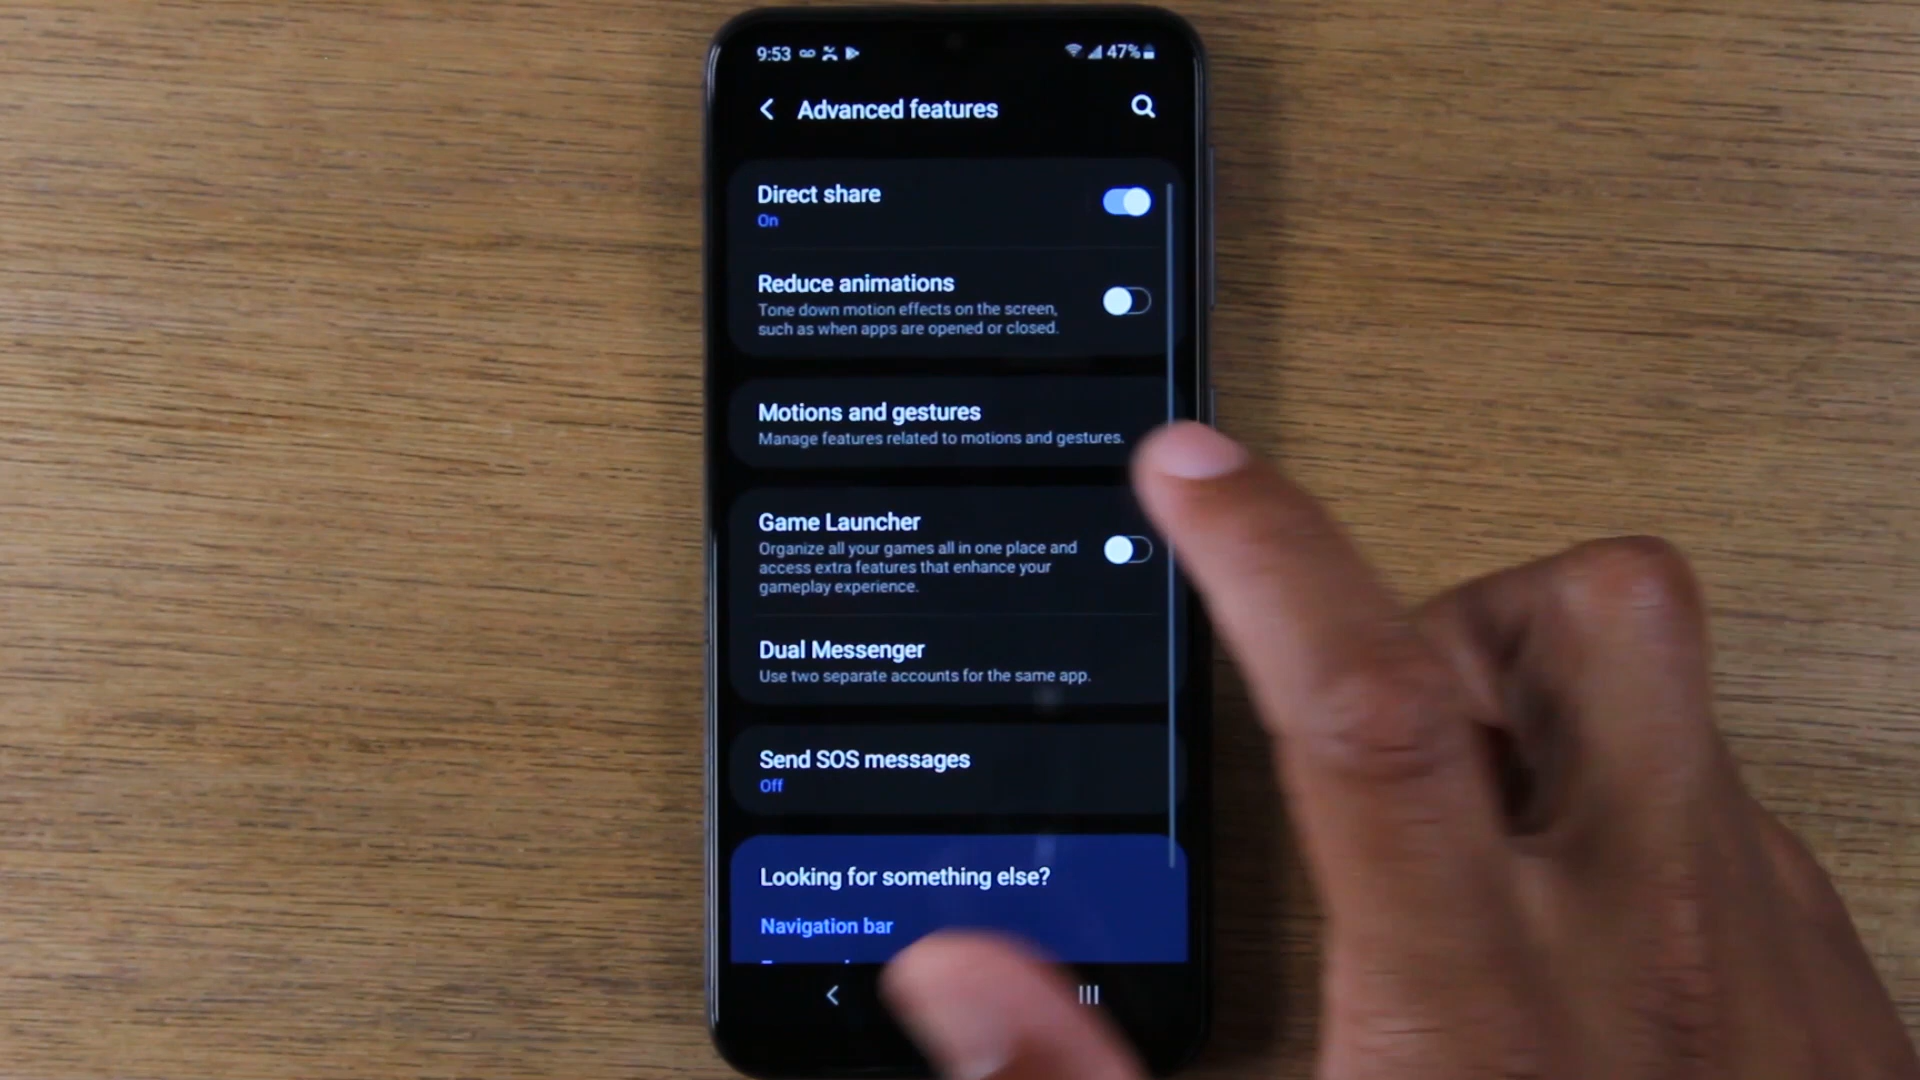 9:53
47%
Advanced features
Direct share
On
Reduce animations
Tone down motion effects on the screen,
such as when apps are opened or closed.
Motions and gestures
Manage features related to motions and gestures.
Game Launcher
Organize all your games all in one place and
access extra features that enhance your
gameplay experience.
Dual Messenger
Use two separate accounts for the same app.
Send SOS messages
Off
Looking for something else?
Navigation bar